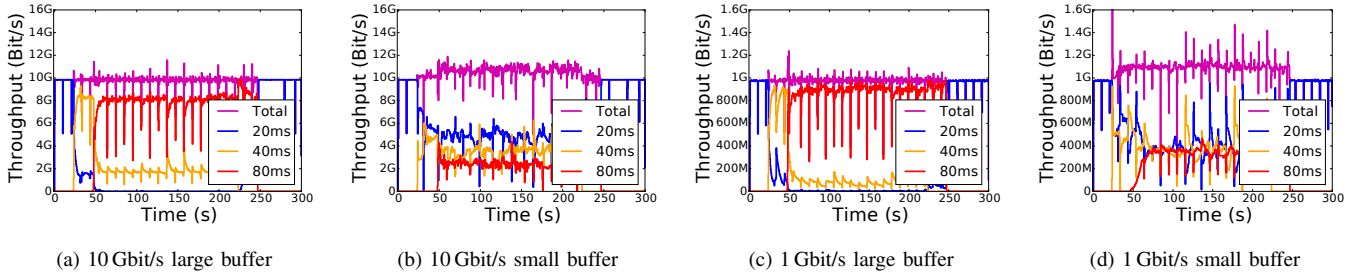 Throughput (Bit/s)
16G
14G
12G
10G
8G
6G
4G
2G
0
0 50 100 150 200 250 300
Time (s)
Total
20ms
40ms
80ms
(a) 10 Gbit/s large buffer
Throughput (Bit/s)
16G
14G
12G
10G
8G
6G
4G
2G
0
0 50 100 150 200 250 300
Time (s)
Total
20ms
40ms
80ms
(b) 10 Gbit/s small buffer
Throughput (Bit/s)
1.6G
1.4G
1.2G
1G
800M
600M
400M
200M
0
0 50 100 150 200 250 300
Time (s)
Total
20ms
40ms
80ms
(c) 1 Gbit/s large buffer
Throughput (Bit/s)
1.6G
1.4G
1.2G
1G
800M
600M
400M
200M
0
0 50 100 150 200 250 300
Time (s)
Total
20ms
40ms
80ms
(d) 1 Gbit/s small buffer